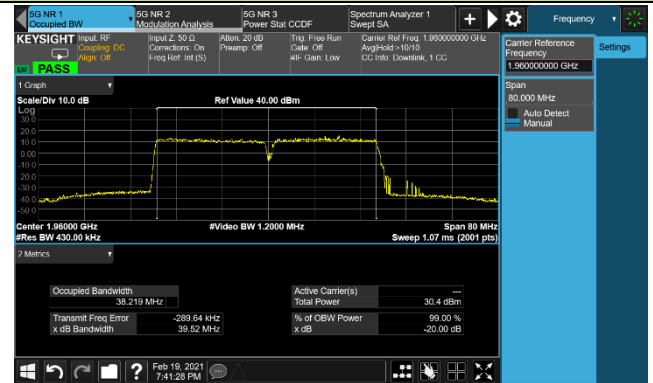 5G NR 1
Occupied BW
5G NR 2
Modulation Analysis
5G NR 3
Power Stat CCDF
Spectrum Analyzer 1
Swept SA
+
Frequency
KEYSIGHT
Input: RF
Coupling: DC
Align: Off
Input Z: 50 Ω
Corrections: On
Freq Ref: Int (S)
Atten: 20 dB
Preamp: Off
Trig: Free Run
Gate: Off
#IF Gain: Low
Carrier Ref Freq: 1.960000000 GHz
Avg|Hold:>10/10
CC Info: Downlink, 1 CC
PASS
Carrier Reference
Frequency
1.960000000 GHz
Settings
Span
80.000 MHz
Auto Detect
Manual
1 Graph
Scale/Div 10.0 dB
Ref Value 40.00 dBm
Log
30.0
20.0
10.0
0.00
-10.0
-20.0
-30.0
-40.0
-50.0
Center 1.96000 GHz
#Video BW 1.2000 MHz
Span 80 MHz
#Res BW 430.00 kHz
Sweep 1.07 ms (2001 pts)
2 Metrics
Occupied Bandwidth
38.219 MHz
Active Carrier(s)
---
Total Power
30.4 dBm
Transmit Freq Error
-289.64 kHz
% of OBW Power
99.00 %
x dB Bandwidth
39.52 MHz
x dB
-20.00 dB
?
Feb 19, 2021
7:41:28 PM